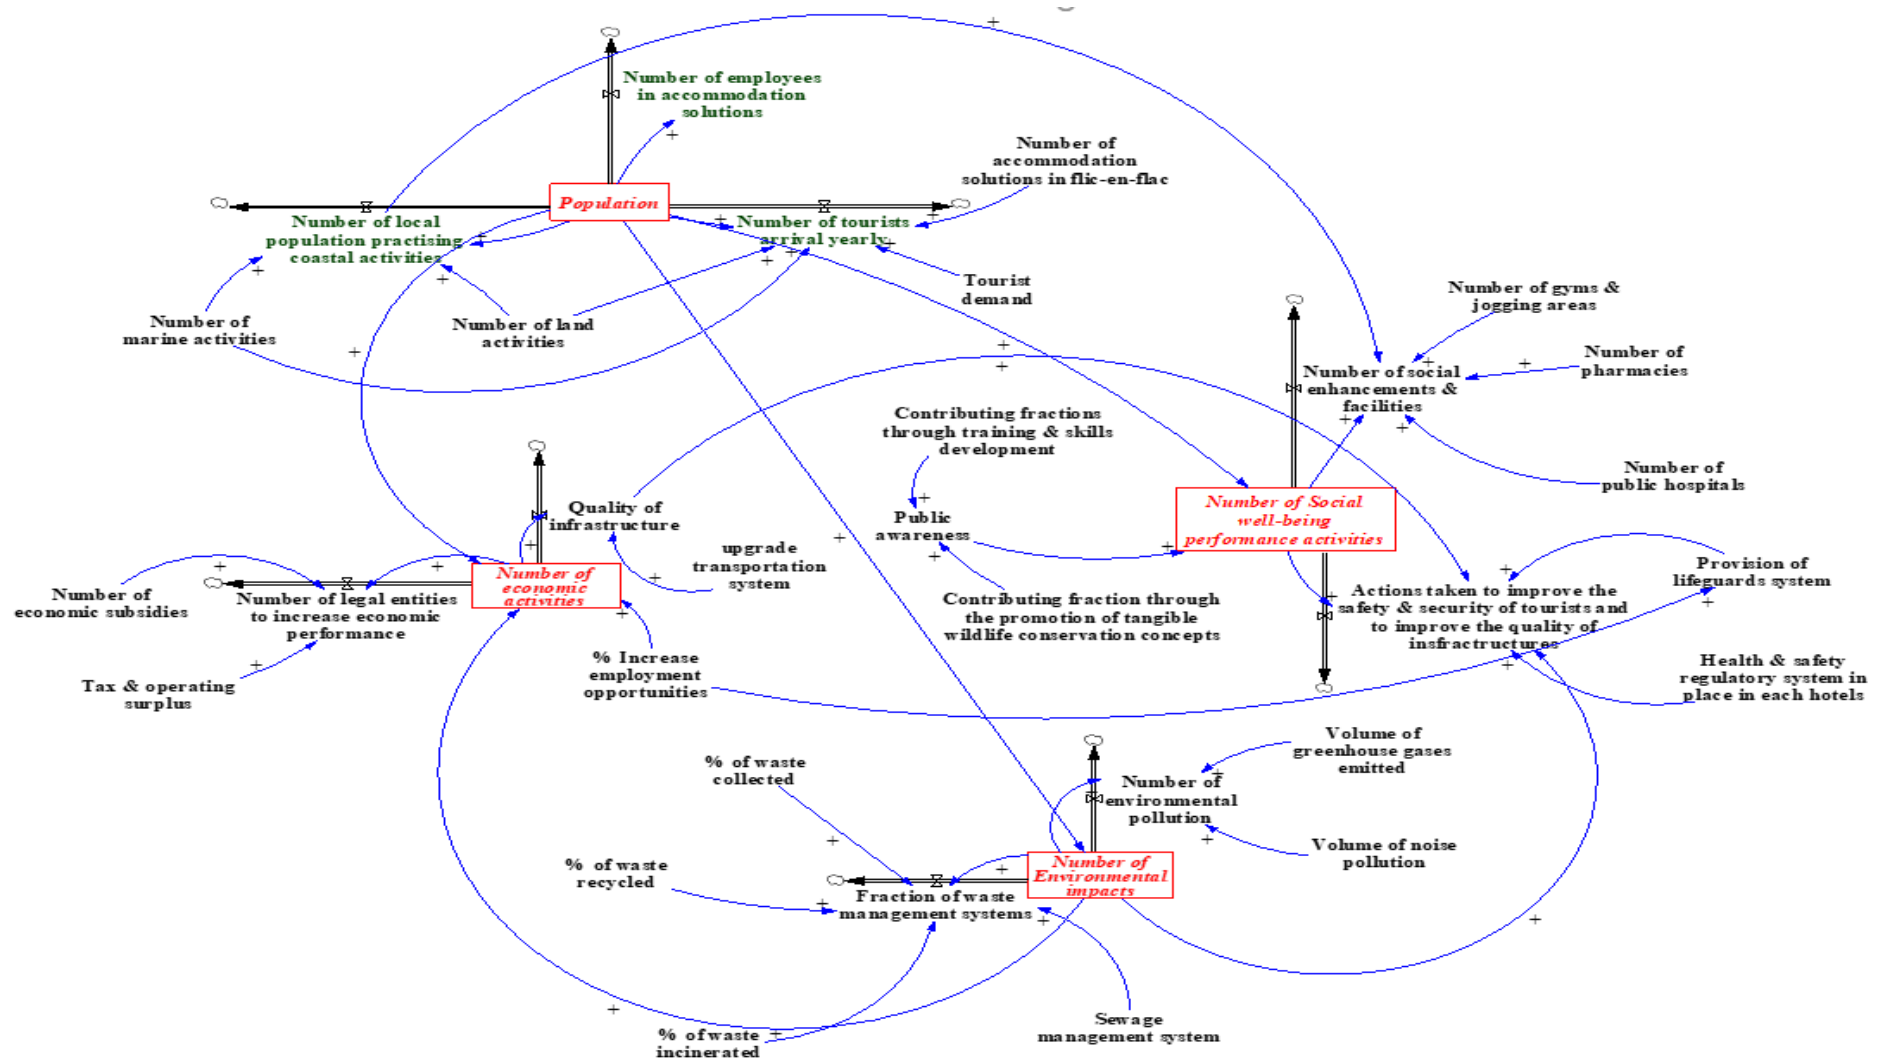 Number of employees
in accommodation
solutions
Number of
accommodation
solutions in flic-en-flac
Population
Number of local
population practising
coastal activities
Number of tourists
arrival yearly
Tourist
demand
Number of
marine activities
Number of land
activities
Number of gyms &
jogging areas
Number of
pharmacies
Number of social
enhancements &
facilities
Contributing fractions
through training & skills
development
Number of
public hospitals
Quality of
infrastructure
Public
awareness
Number of Social
well-being
performance activities
upgrade
transportation
system
Number of
economic
activities
Number of
economic subsidies
Number of legal entities
to increase economic
performance
Contributing fraction through
the promotion of tangible
wildlife conservation concepts
Provision of
lifeguards system
Actions taken to improve the
safety & security of tourists and
to improve the quality of
insfractructures
% Increase
employment
opportunities
Tax & operating
surplus
Health & safety
regulatory system in
place in each hotels
Volume of
greenhouse gases
emitted
% of waste
collected
Number of
environmental
pollution
Volume of noise
pollution
% of waste
recycled
Number of
Environmental
impacts
Fraction of waste
management systems
Sewage
management system
% of waste
incinerated